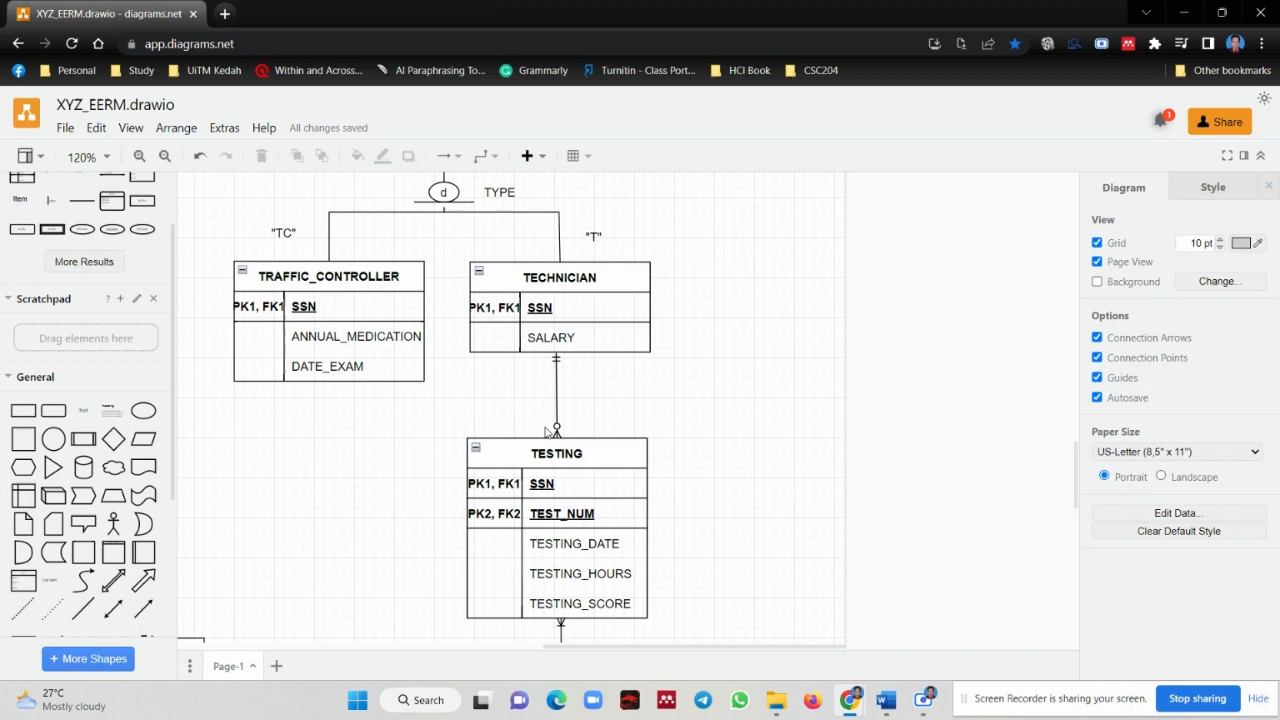 XYZ_EERM.drawio - diagrams.net
app.diagrams.net
Personal
Study
UiTM Kedah
Within and Across...
AI Paraphrasing To...
Grammarly
Turnitin - Class Port...
HCI Book
CSC204
Other bookmarks
XYZ_EERM.drawio
File Edit View Arrange Extras Help All changes saved
1
Share
120%
Item
More Results
Scratchpad
Drag elements here
General
Text
+ More Shapes
d
TYPE
"TC"
"T"
TRAFFIC_CONTROLLER
PK1, FK1 SSN
ANNUAL_MEDICATION
DATE_EXAM
TECHNICIAN
PK1, FK1 SSN
SALARY
TESTING
PK1, FK1 SSN
PK2, FK2 TEST_NUM
TESTING_DATE
TESTING_HOURS
TESTING_SCORE
Page-1
Diagram
Style
View
Grid
10 pt
Page View
Background
Change...
Options
Connection Arrows
Connection Points
Guides
Autosave
Paper Size
US-Letter (8,5" x 11")
Portrait
Landscape
Edit Data...
Clear Default Style
27°C
Mostly cloudy
Search
Screen Recorder is sharing your screen.
Stop sharing
Hide